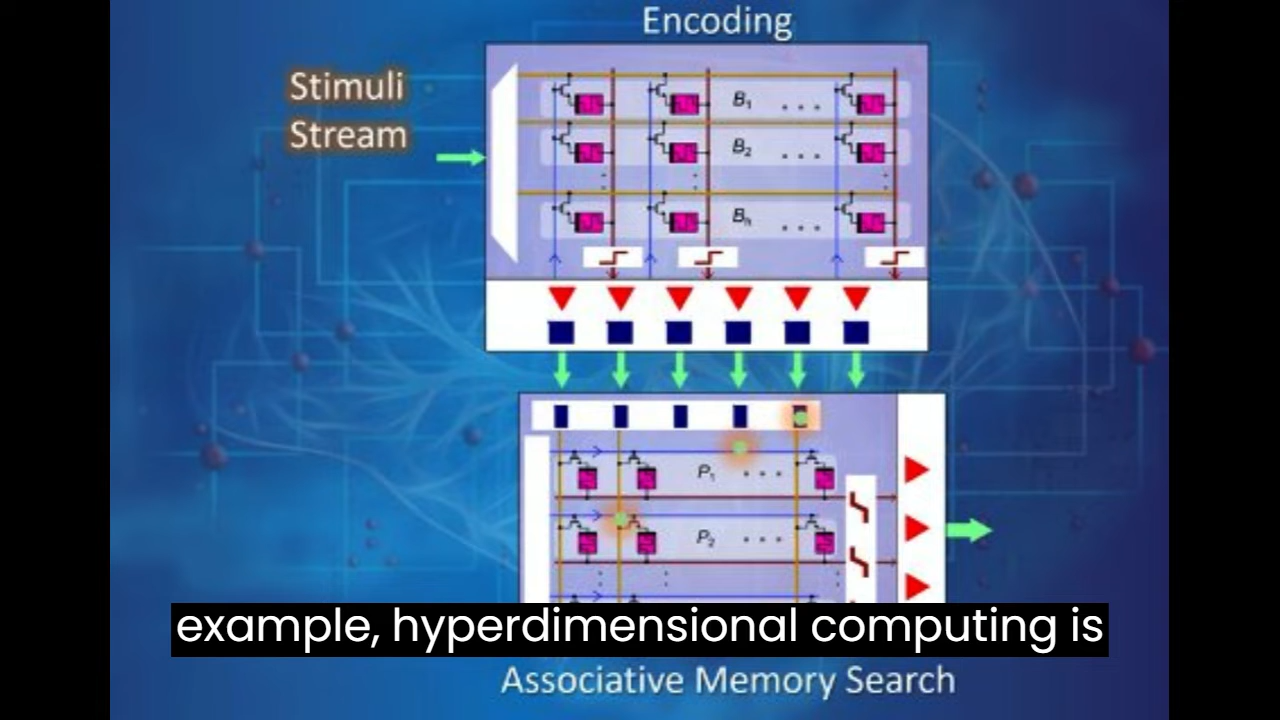 Encoding
Stimuli
Stream
B1 . . .
B2 . . .
Bh . . .
P1 . . .
P2 . . .
example, hyperdimensional computing is
Associative Memory Search